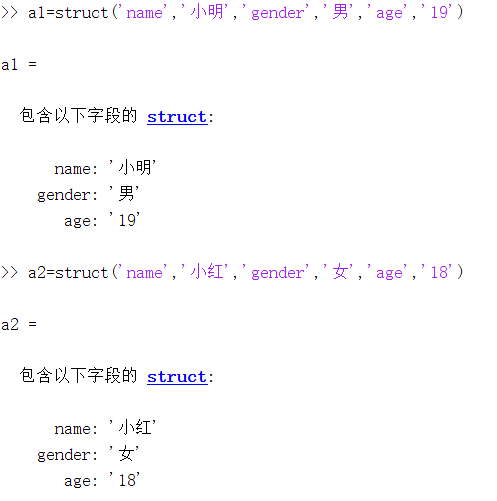 >> a1=struct('name','小明','gender','男','age','19')
a1 =
包含以下字段的 struct:
name: '小明'
gender: '男'
age: '19'
>> a2=struct('name','小红','gender','女','age','18')
a2 =
包含以下字段的 struct:
name: '小红'
gender: '女'
age: '18'